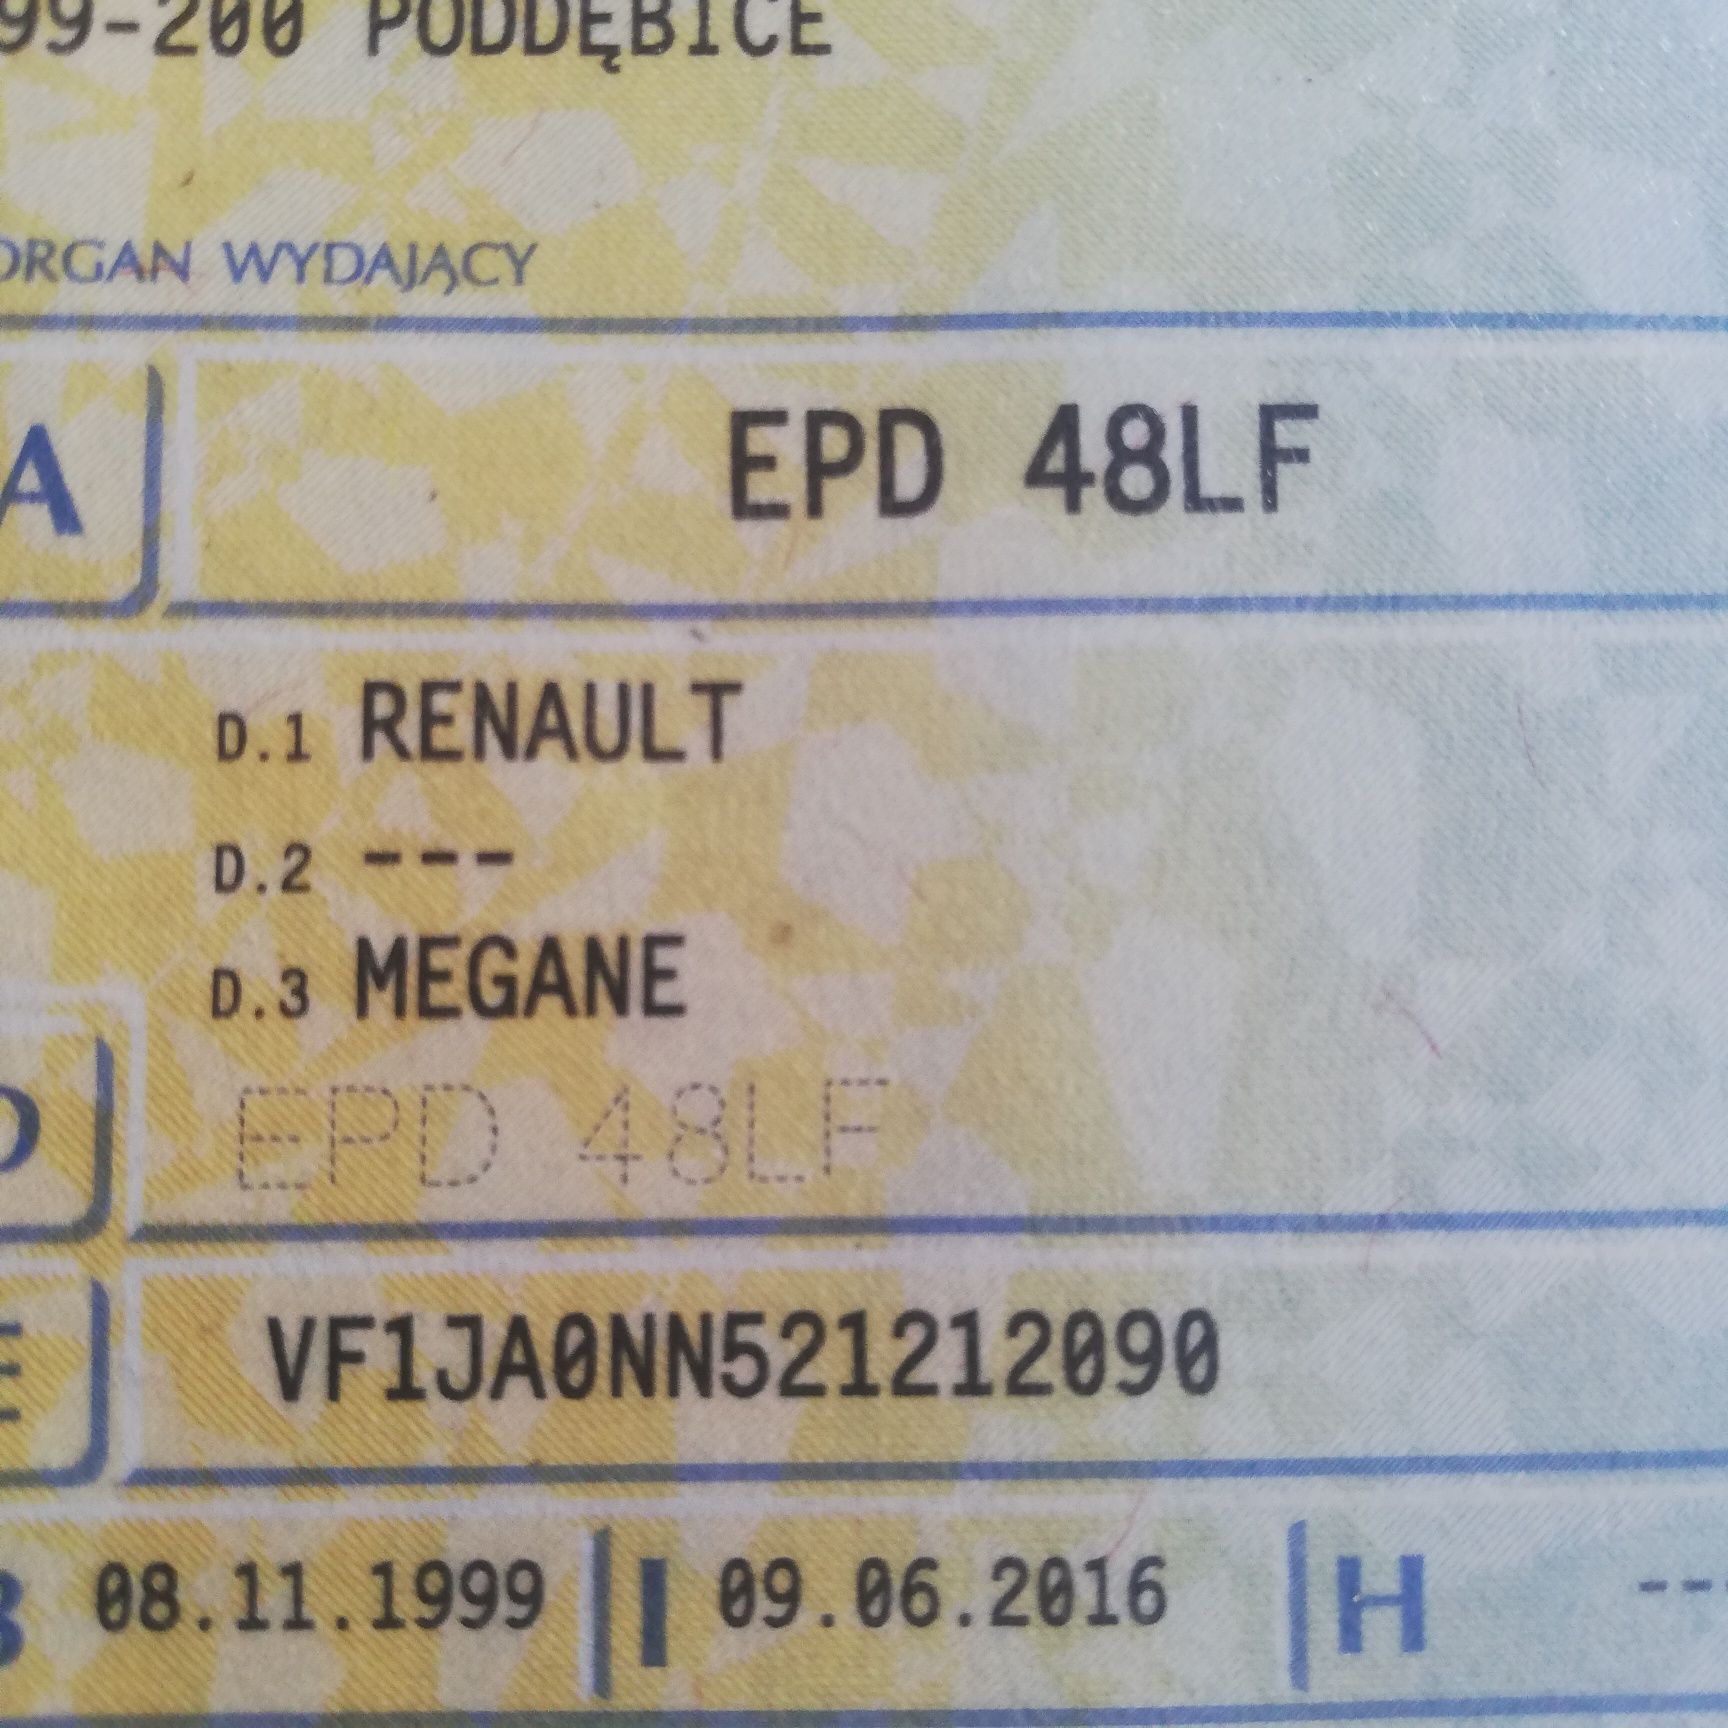 99-200 PODDĘBICE
ORGAN WYDAJĄCY
A EPD 48LF
D.1 RENAULT
D.2 ---
D.3 MEGANE
EPD 48LF
E VF1JA0NN521212090
B 08.11.1999 I 09.06.2016 H ---